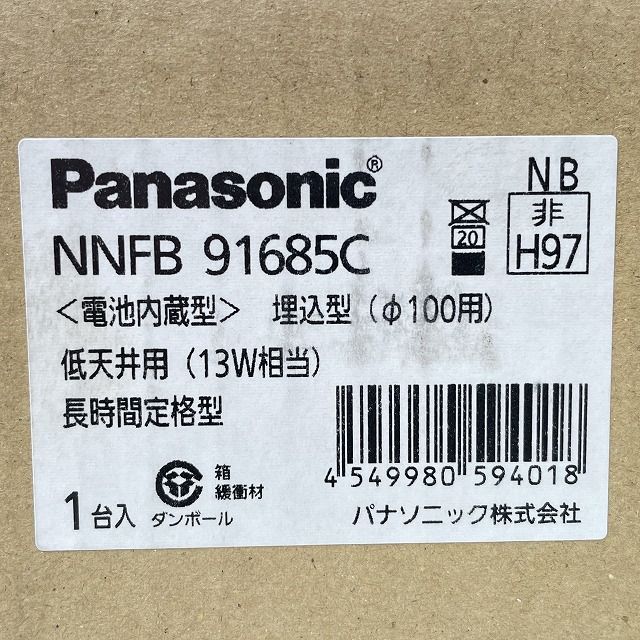 Panasonic®
NB
NNFB 91685C
20
非
H97
<電池内蔵型> 埋込型(φ100用)
低天井用(13W相当)
長時間定格型
4 549980 594018
箱
緩衝材
1台入
ダンボール
パナソニック株式会社